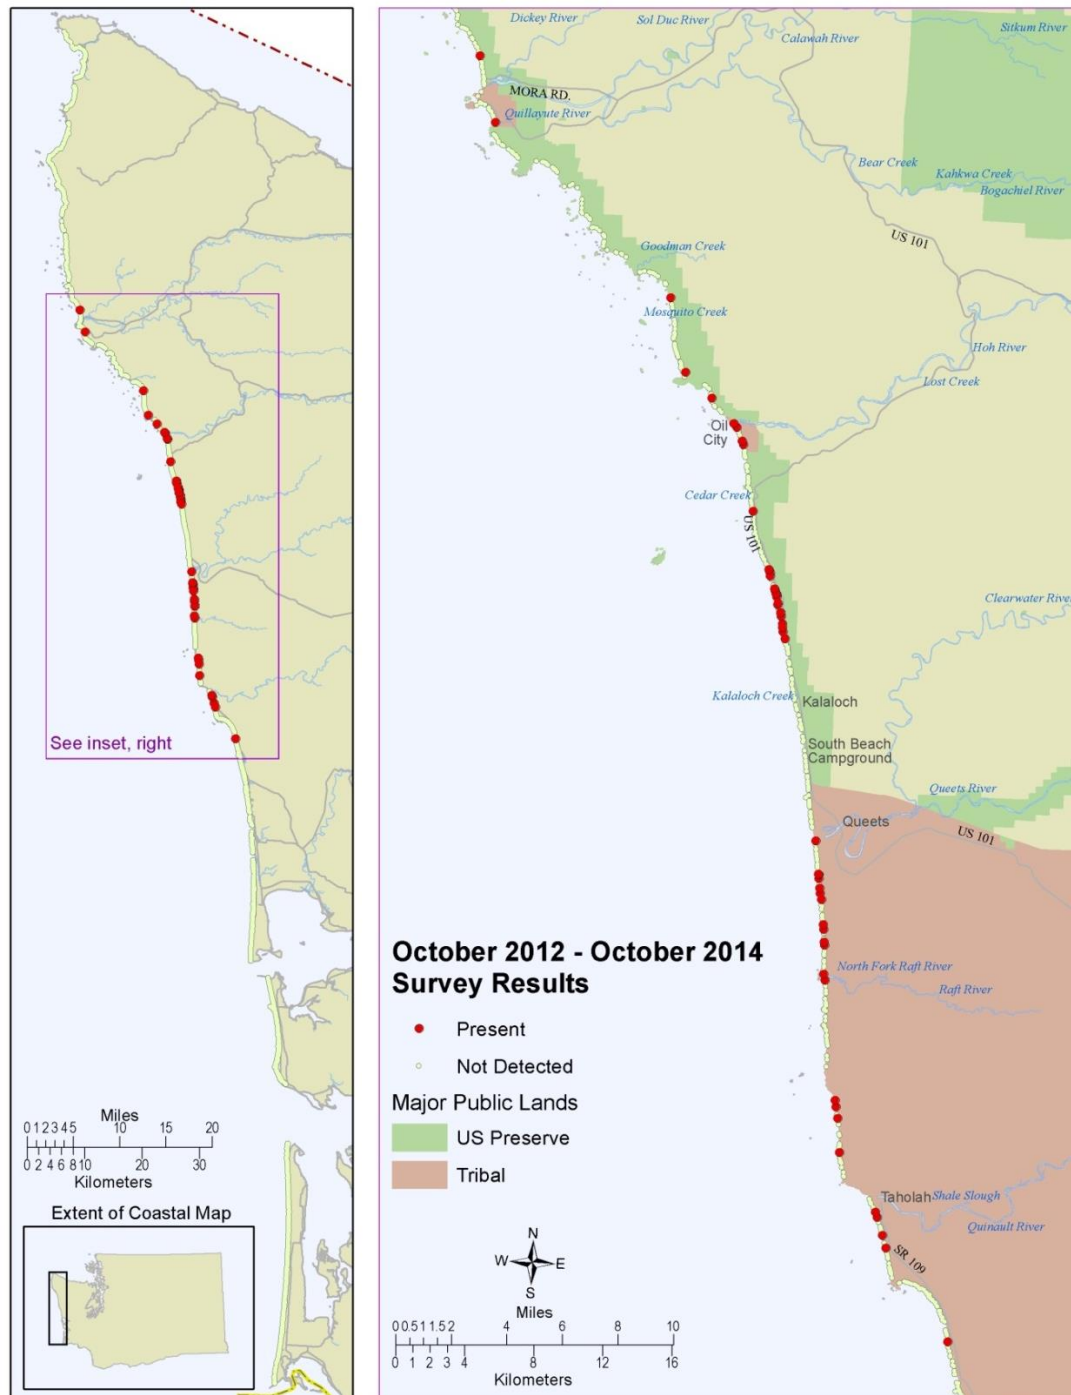 See inset, right
Miles
0 1 2 3 4 5 10 15 20
0 2 4 6 8 10 20 30
Kilometers
Extent of Coastal Map
Dickey River
Sol Duc River
Calawah River
Sitkum River
MORA RD.
Quillayute River
Bear Creek
Kahkwa Creek
Bogachiel River
US 101
Goodman Creek
Mosquito Creek
Hoh River
Lost Creek
Oil
City
Cedar Creek
US 101
Clearwater River
Kalaloch Creek
Kalaloch
South Beach
Campground
Queets River
Queets
US 101
October 2012 - October 2014
Survey Results
North Fork Raft River
Raft River
Present
Not Detected
Major Public Lands
US Preserve
Tribal
Taholah
Shale Slough
Quinault River
SR 109
N
W E
S
Miles
0 0.5 1 1.5 2 4 6 8 10
0 1 2 3 4 8 12 16
Kilometers